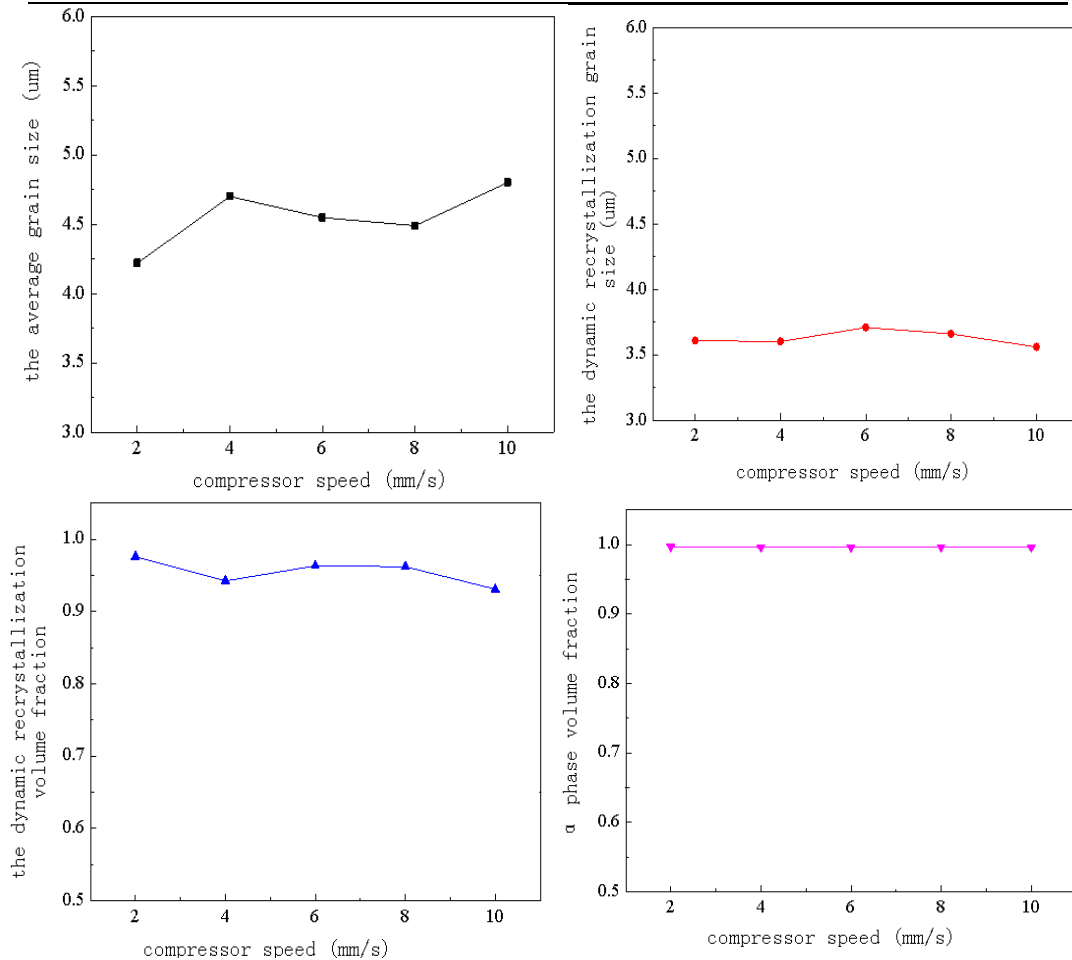 the average grain size (um)
6.0
5.5
5.0
4.5
4.0
3.5
3.0
2 4 6 8 10
compressor speed (mm/s)
the dynamic recrystallization grain
size (um)
6.0
5.5
5.0
4.5
4.0
3.5
3.0
2 4 6 8 10
compressor speed (mm/s)
the dynamic recrystallization
volume fraction
1.0
0.9
0.8
0.7
0.6
0.5
2 4 6 8 10
compressor speed (mm/s)
α phase volume fraction
1.0
0.9
0.8
0.7
0.6
0.5
2 4 6 8 10
compressor speed (mm/s)